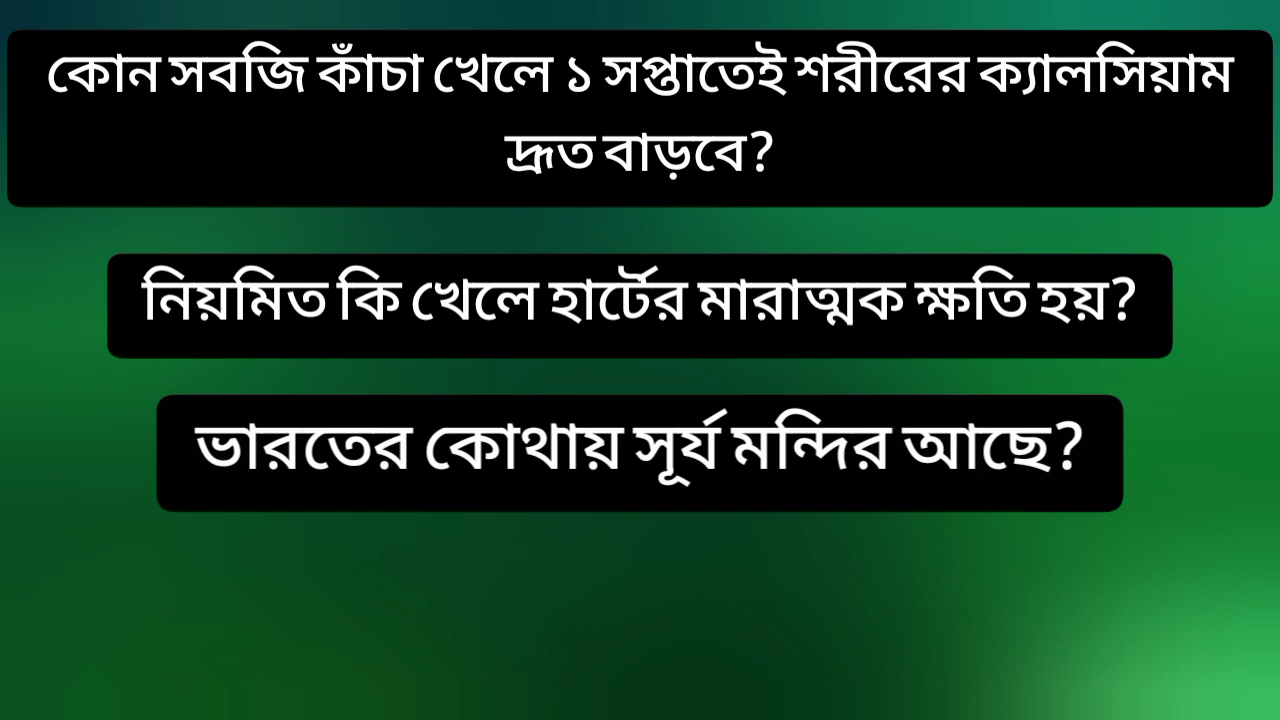 কোন সবজি কাঁচা খেলে ১ সপ্তাতেই শরীরের ক্যালসিয়াম
দ্রূত বাড়বে?
নিয়মিত কি খেলে হার্টের মারাত্মক ক্ষতি হয়?
ভারতের কোথায় সূর্য মন্দির আছে?